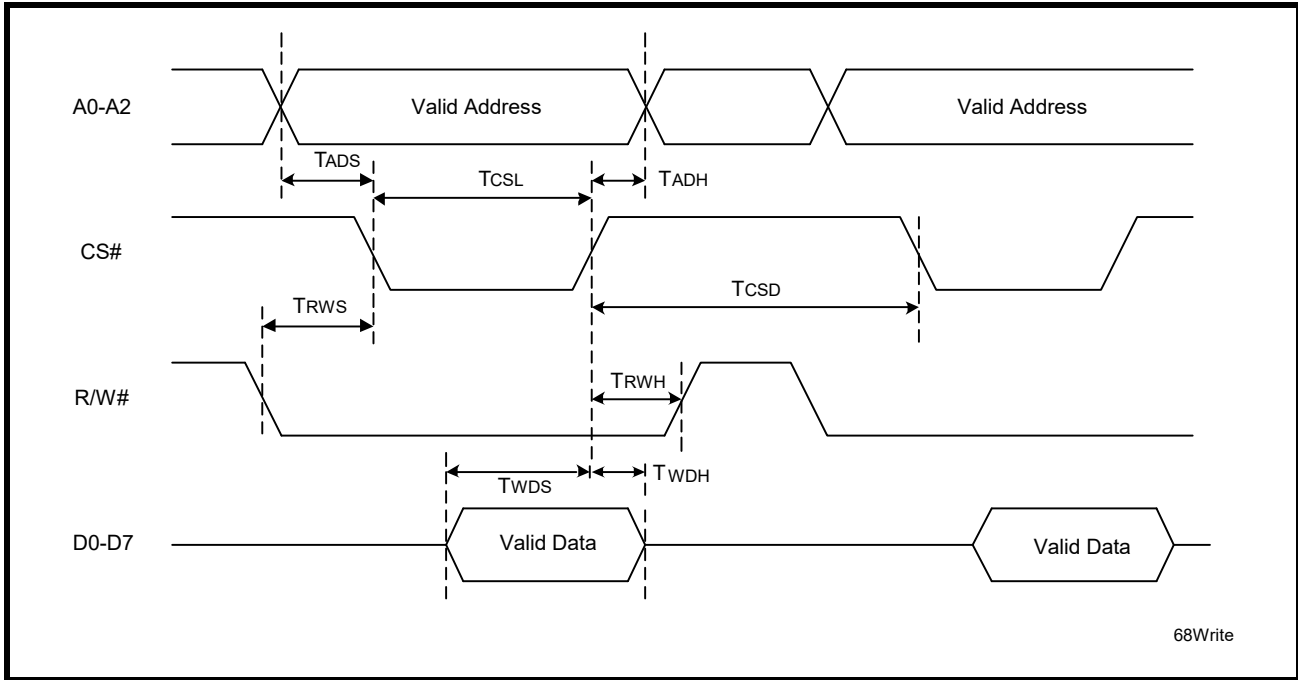 A0-A2
Valid Address
Valid Address
TADS
TCSL
TADH
CS#
TCSD
TRWS
R/W#
TRWH
TWDS
TWDH
D0-D7
Valid Data
Valid Data
68Write